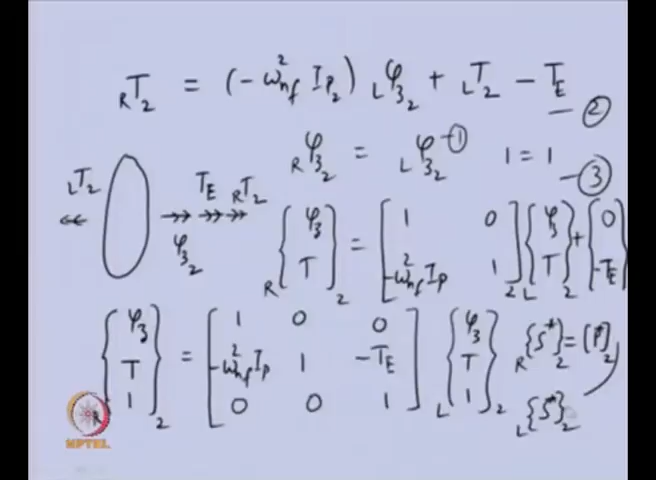 RT₂ = (-ω²nf Ip₂) Lφ₃₂ + LT₂ - TE — ②
Rφ₃₂ = Lφ₃₂ —① 1 = 1 — ③
LT₂ TE RT₂
φ₃₂
R{φ₃ T}₂ = [1 0 -ω²nf Ip 1]₂ L{φ₃ T}₂ + {0 -TE}
R{φ₃ T 1}₂ = [1 0 0 -ω²nf Ip 1 -TE 0 0 1] L{φ₃ T 1}₂ R{S*}₂ = [P*]₂
L{S*}₂
NPTEL